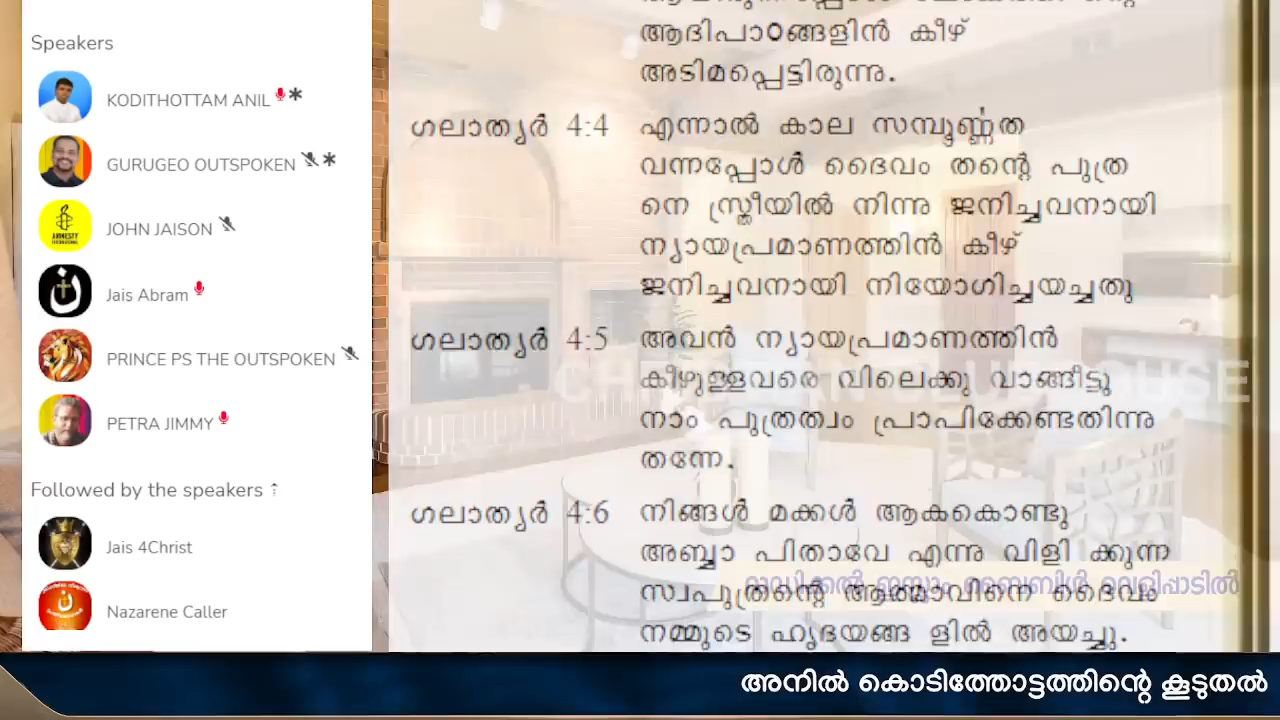 Speakers
KODITHOTTAM ANIL
GURUGEO OUTSPOKEN
JOHN JAISON
AMNESTY
Jais Abram
PRINCE PS THE OUTSPOKEN
PETRA JIMMY
Followed by the speakers
Jais 4Christ
Nazarene Caller
ആദിപാഠങ്ങളിൻ കീഴ്
അടിമപ്പെട്ടിരുന്നു.
ഗലാത്യർ 4:4 എന്നാൽ കാല സമ്പൂർണ്ണത
വന്നപ്പോൾ ദൈവം തന്റെ പുത്ര
നെ സ്ത്രീയിൽ നിന്നു ജനിച്ചവനായി
ന്യായപ്രമാണത്തിൻ കീഴ്
ജനിച്ചവനായി നിയോഗിച്ചയച്ചതു
ഗലാത്യർ 4:5 അവൻ ന്യായപ്രമാണത്തിൻ
കീഴുള്ളവരെ വിലെക്കു വാങ്ങീട്ടു
നാം പുത്രത്വം പ്രാപിക്കേണ്ടതിന്നു
തന്നേ.
ഗലാത്യർ 4:6 നിങ്ങൾ മക്കൾ ആകകൊണ്ടു
അബ്ബാ പിതാവേ എന്നു വിളി ക്കുന്ന
സ്വപുത്രന്റെ ആത്മാവിനെ ദൈവം
നമ്മുടെ ഹൃദയങ്ങ ളിൽ അയച്ചു.
ബൈബിൾ വെളിപ്പാടിൽ
അനിൽ കൊടിത്തോട്ടത്തിന്റെ കൂടുതൽ